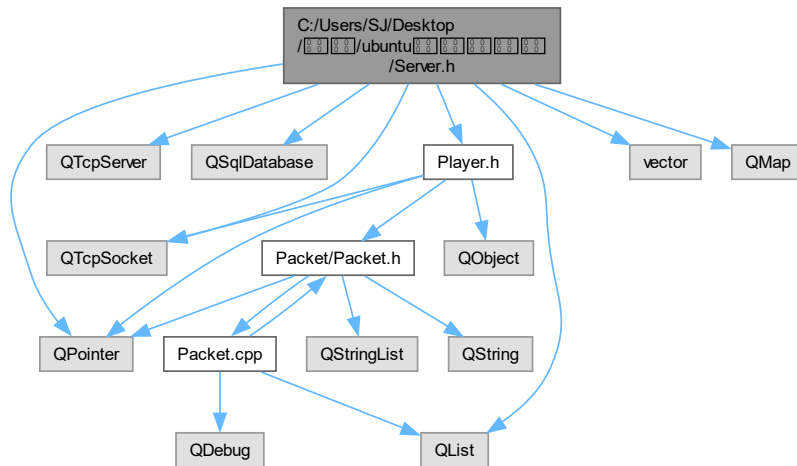 C:/Users/SJ/Desktop
/ubuntu
/Server.h
QTcpServer
QSqlDatabase
Player.h
vector
QMap
QTcpSocket
Packet/Packet.h
QObject
QPointer
Packet.cpp
QStringList
QString
QDebug
QList